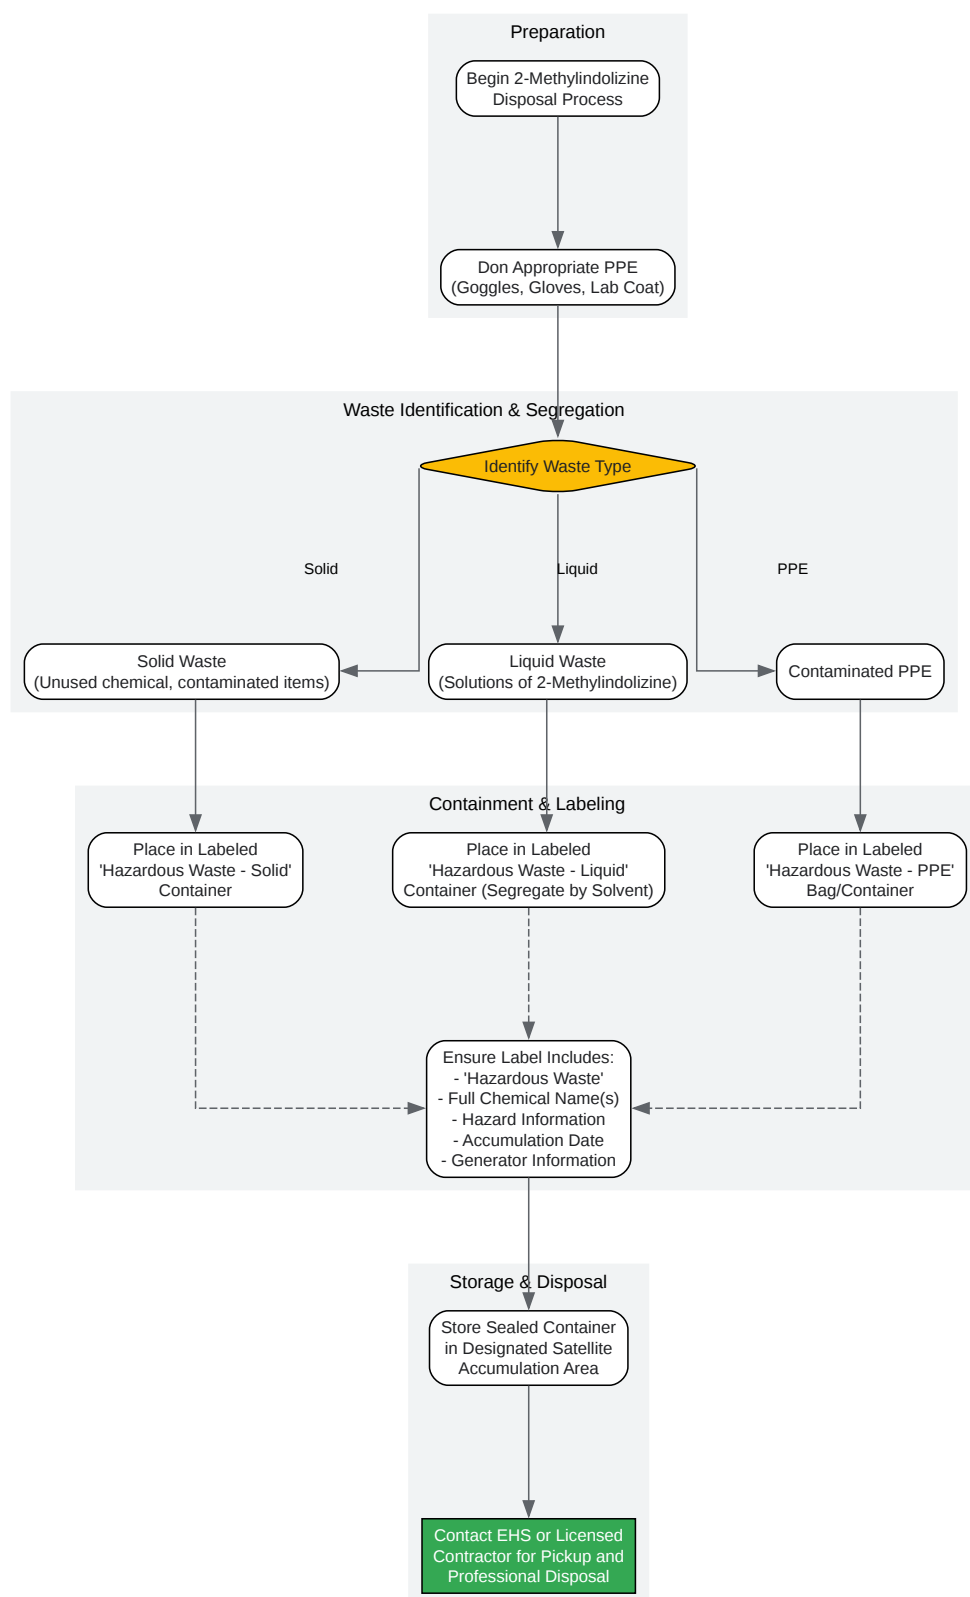 Preparation
Begin 2-Methylindolizine
Disposal Process
Don Appropriate PPE
(Goggles, Gloves, Lab Coat)
Waste Identification & Segregation
Identify Waste Type
Solid
Liquid
PPE
Solid Waste
(Unused chemical, contaminated items)
Liquid Waste
(Solutions of 2-Methylindolizine)
Contaminated PPE
Containment & Labeling
Place in Labeled
'Hazardous Waste - Solid'
Container
Place in Labeled
'Hazardous Waste - Liquid'
Container (Segregate by Solvent)
Place in Labeled
'Hazardous Waste - PPE'
Bag/Container
Ensure Label Includes:
- 'Hazardous Waste'
- Full Chemical Name(s)
- Hazard Information
- Accumulation Date
- Generator Information
Storage & Disposal
Store Sealed Container
in Designated Satellite
Accumulation Area
Contact EHS or Licensed
Contractor for Pickup and
Professional Disposal